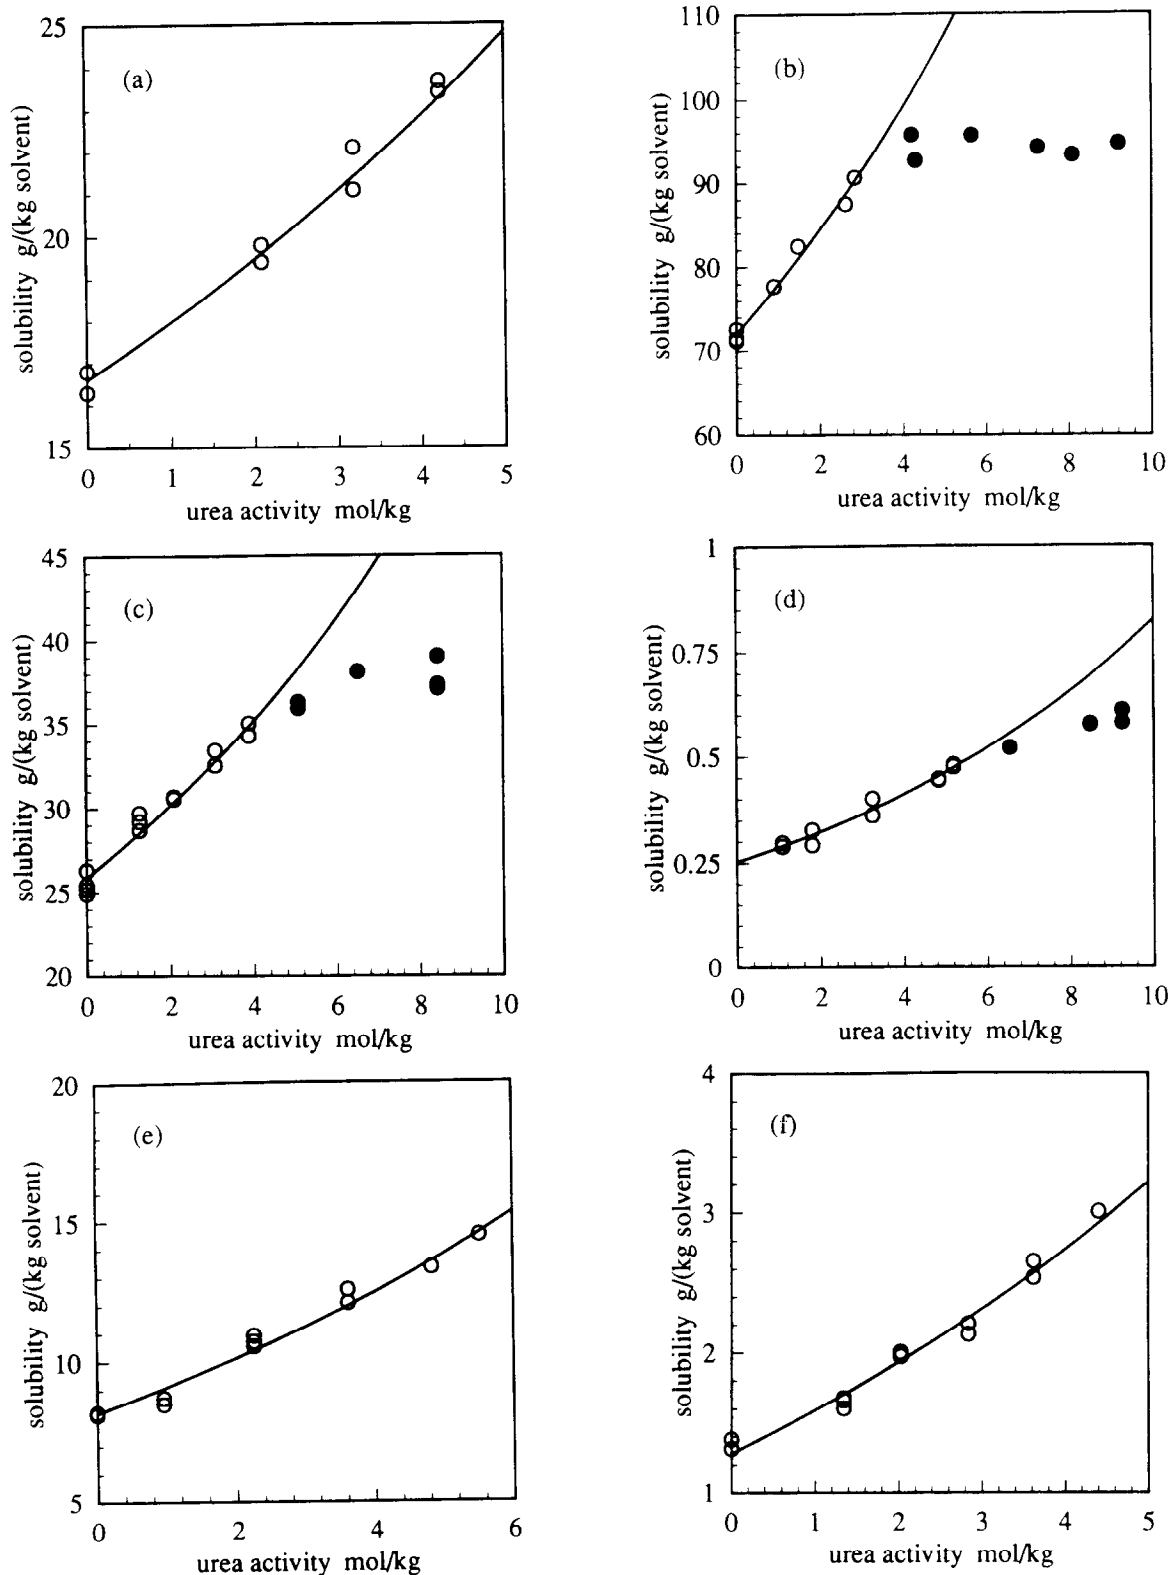 25
(a)
20
15
0 1 2 3 4 5
solubility g/(kg solvent)
urea activity mol/kg
110
(b)
100
90
80
70
60
0 2 4 6 8 10
solubility g/(kg solvent)
urea activity mol/kg
45
(c)
40
35
30
25
20
0 2 4 6 8 10
solubility g/(kg solvent)
urea activity mol/kg
1
(d)
0.75
0.5
0.25
0
0 2 4 6 8 10
solubility g/(kg solvent)
urea activity mol/kg
20
(e)
15
10
5
0 2 4 6
solubility g/(kg solvent)
urea activity mol/kg
4
(f)
3
2
1
0 1 2 3 4 5
solubility g/(kg solvent)
urea activity mol/kg